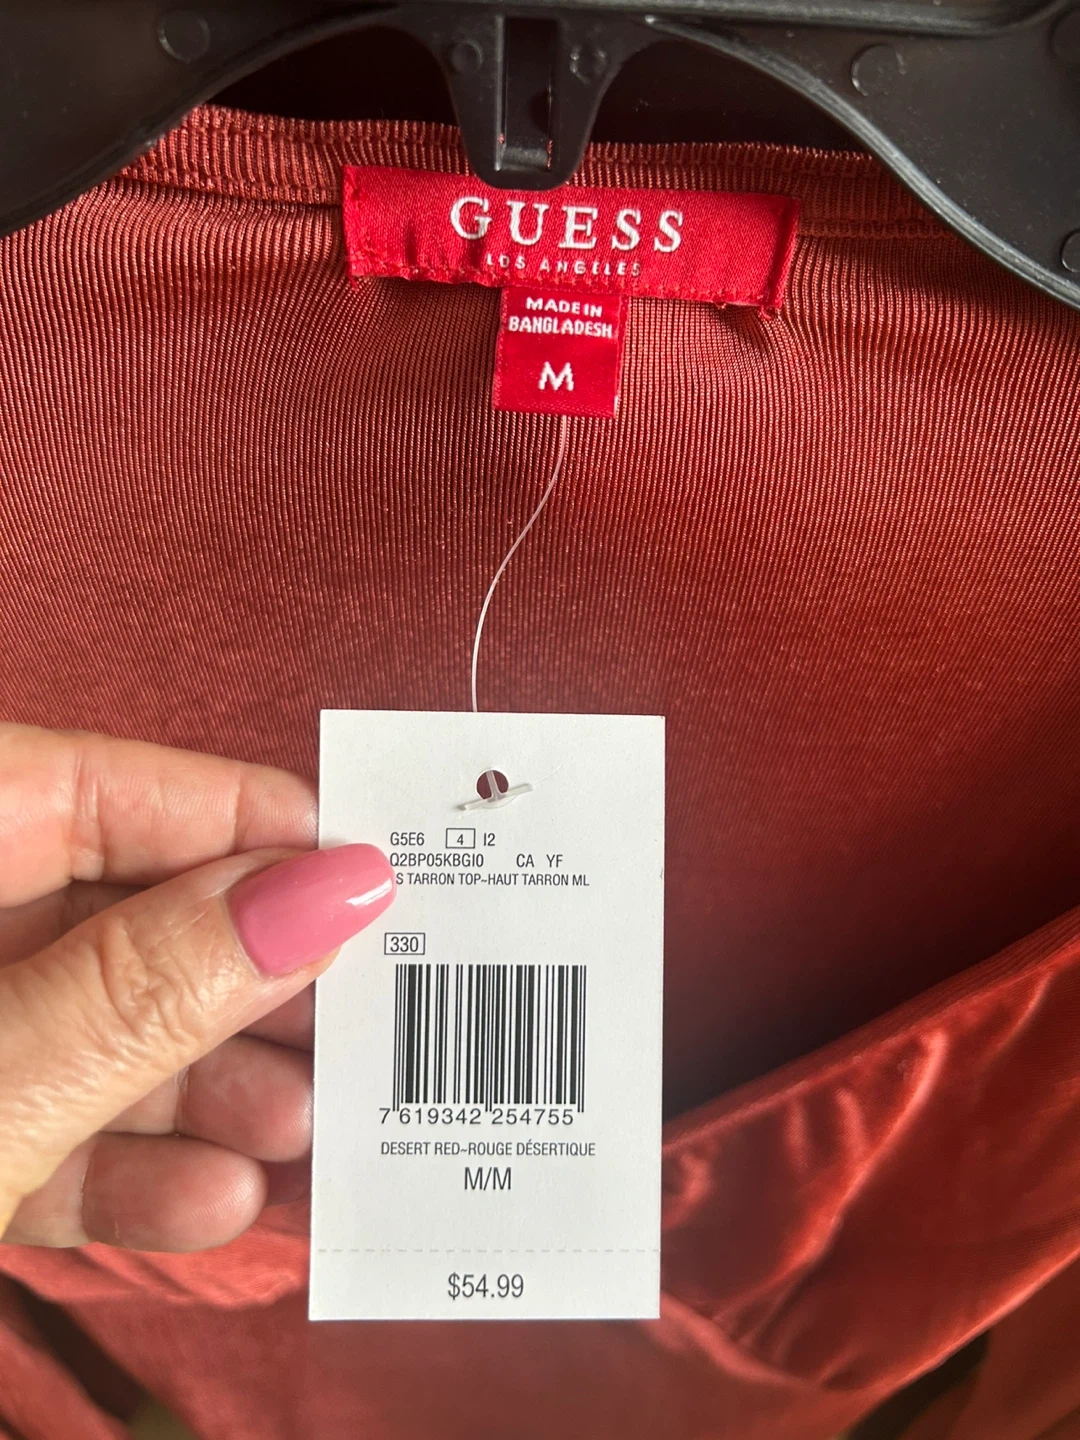 GUESS
LOS ANGELES
MADE IN
BANGLADESH
M
G5E6 4 I2
Q2BP05KBGI0 CA YF
TARRON TOP~HAUT TARRON ML
330
7 619342 254755
DESERT RED~ROUGE DÉSERTIQUE
M/M
$54.99